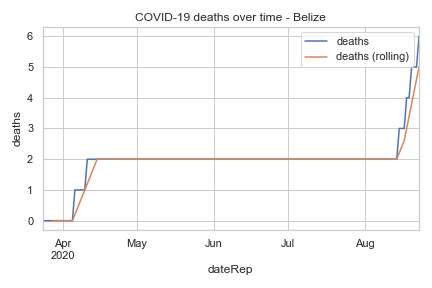 COVID-19 deaths over time - Belize
deaths
deaths (rolling)
6
5
4
3
2
1
0
deaths
Apr
2020
May
Jun
Jul
Aug
dateRep